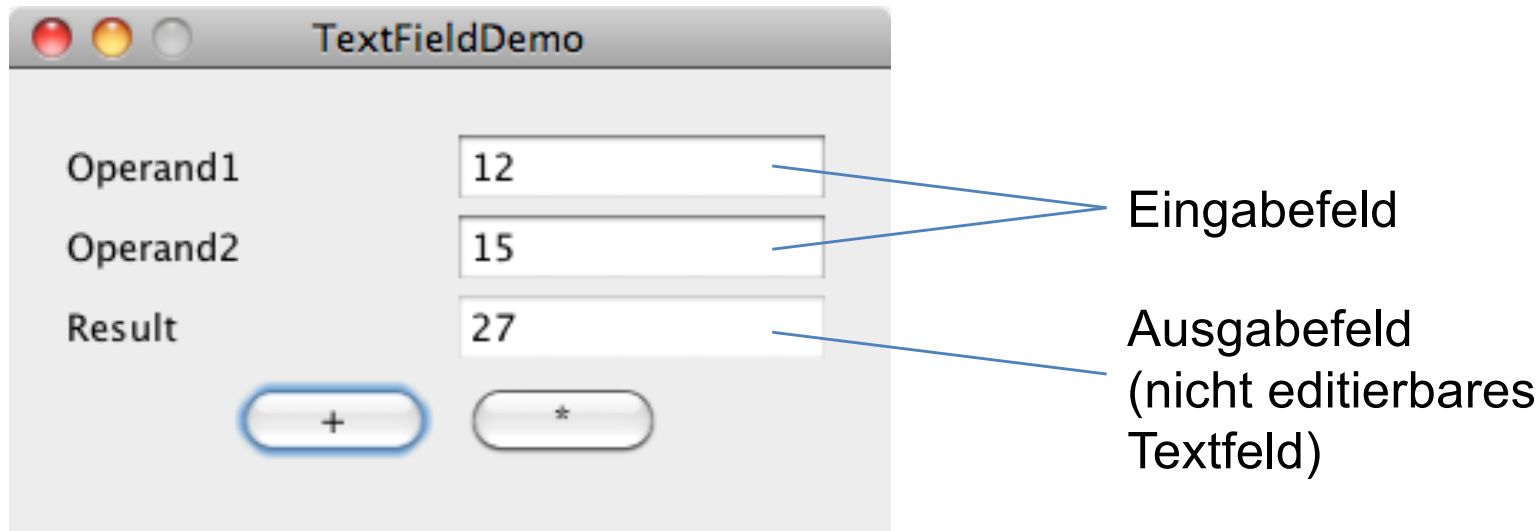 TextFieldDemo
Operand1 12
Operand2 15
Result 27
+ *
Eingabefeld
Ausgabefeld
(nicht editierbares
Textfeld)